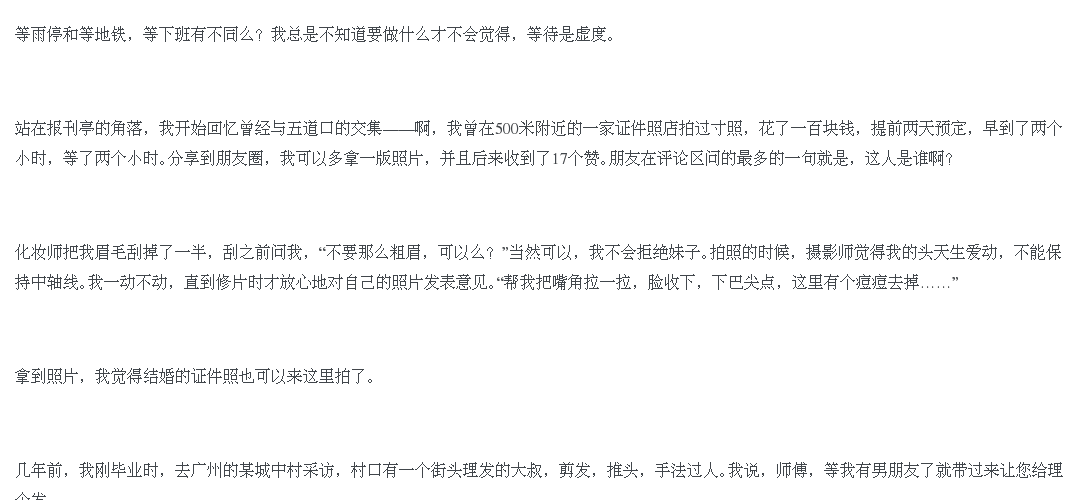 等雨停和等地铁，等下班有不同么？我总是不知道要做什么才不会觉得，等待是虚度。
站在报刊亭的角落，我开始回忆曾经与五道口的交集——啊，我曾在500米附近的一家证件照店拍过寸照，花了一百块钱，提前两天预定，早到了两个
小时，等了两个小时。分享到朋友圈，我可以多拿一版照片，并且后来收到了17个赞。朋友在评论区问的最多的一句就是，这人是谁啊？
化妆师把我眉毛刮掉了一半，刮之前问我，“不要那么粗眉，可以么？”当然可以，我不会拒绝妹子。拍照的时候，摄影师觉得我的头天生爱动，不能保
持中轴线。我一动不动，直到修片时才放心地对自己的照片发表意见。“帮我把嘴角拉一拉，脸收下，下巴尖点，这里有个痘痘去掉……”
拿到照片，我觉得结婚的证件照也可以来这里拍了。
几年前，我刚毕业时，去广州的某城中村采访，村口有一个街头理发的大叔，剪发，推头，手法过人。我说，师傅，等我有男朋友了就带过来让您给理
个发